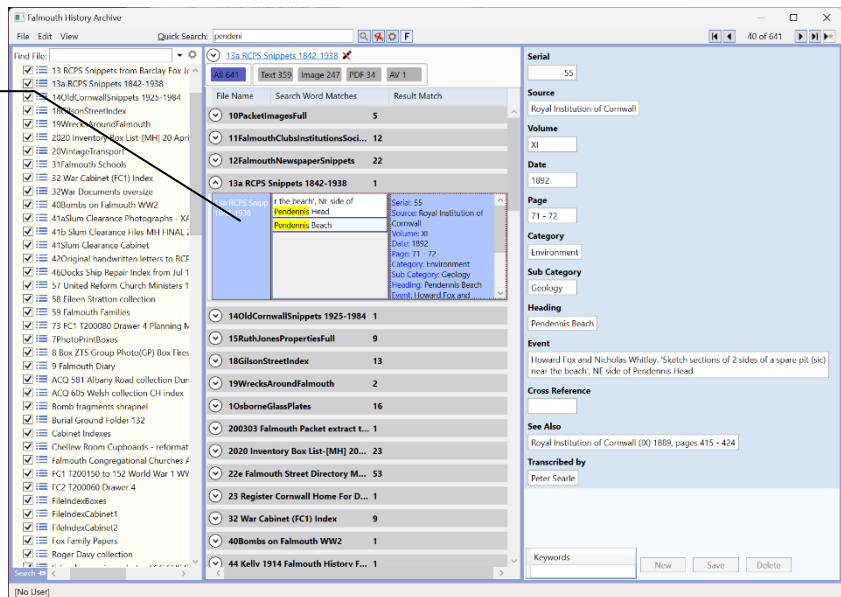 Falmouth History Archive
File Edit View Quick Search: pendeni F 40 of 641
Find File:
13 RCPS Snippets from Barclay Fox Jo
13a RCPS Snippets 1842-1938
14OldCornwallSnippets 1925-1984
18GilsonStreetIndex
19WrecksAroundFalmouth
2020 Inventory Box List-[MH] 20 Apri
20VintageTransport
31Falmouth Schools
32 War Cabinet (FC1) Index
32War Documents oversize
40Bombs on Falmouth WW2
41aSlum Clearance Photographs - XA
41b Slum Clearance Files MH FINAL 2
41Slum Clearance Cabinet
42Original handwritten letters to RCF
46Docks Ship Repair Index from Jul 1
57 United Reform Church Ministers 1
58 Eileen Stratton collection
59 Falmouth Families
73 FC1 T200080 Drawer 4 Planning M
7PhotoPrintBoxes
8 Box ZT5 Group Photo(GP) Box Fires
9 Falmouth Diary
ACQ 581 Albany Road collection Dun
ACQ 605 Welsh collection CH index
Bomb fragments shrapnel
Burial Ground Folder 132
Cabinet Indexes
Chellew Room Cupboards - reformat
Falmouth Congregational Churches A
FC1 T200150 to 152 World War 1 WV
FC2 T200060 Drawer 4
FileIndexBoxes
FileIndexCabinet1
FileIndexCabinet2
Fox Family Papers
Roger Davy collection
Search
[No User]
13a RCPS Snippets 1842-1938
All 641 Text 359 Image 247 PDF 34 AV 1
File Name Search Word Matches Result Match
10PacketImagesFull 5
11FalmouthClubsInstitutionsSoci... 12
12FalmouthNewspaperSnippets 22
13a RCPS Snippets 1842-1938 1
13a RCPS Snipp
1842-1938
r the beach', NE side of
Pendennis Head
Pendennis Beach
Serial: 55
Source: Royal Institution of
Cornwall
Volume: XI
Date: 1892
Page: 71 - 72
Category: Environment
Sub Category: Geology
Heading: Pendennis Beach
Event: Howard Fox and
14OldCornwallSnippets 1925-1984 1
15RuthJonesPropertiesFull 9
18GilsonStreetIndex 13
19WrecksAroundFalmouth 2
1OsborneGlassPlates 16
200303 Falmouth Packet extract t... 1
2020 Inventory Box List-[MH] 20... 23
22e Falmouth Street Directory M... 53
23 Register Cornwall Home For D... 1
32 War Cabinet (FC1) Index 9
40Bombs on Falmouth WW2 1
44 Kelly 1914 Falmouth History F... 1
Serial
55
Source
Royal Institution of Cornwall
Volume
XI
Date
1892
Page
71 - 72
Category
Environment
Sub Category
Geology
Heading
Pendennis Beach
Event
Howard Fox and Nicholas Whitley. 'Sketch sections of 2 sides of a spare pit (sic)
near the beach', NE side of Pendennis Head
Cross Reference
See Also
Royal Institution of Cornwall (IX) 1889, pages 415 - 424
Transcribed by
Peter Searle
Keywords
New Save Delete